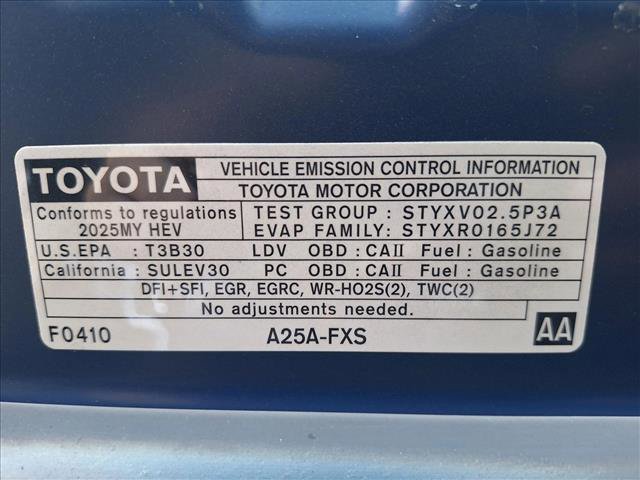 TOYOTA
VEHICLE EMISSION CONTROL INFORMATION
TOYOTA MOTOR CORPORATION
Conforms to regulations
2025MY HEV
TEST GROUP : STYXV02.5P3A
EVAP FAMILY: STYXR0165J72
U.S.EPA : T3B30 LDV OBD : CAII Fuel : Gasoline
California : SULEV30 PC OBD : CAII Fuel : Gasoline
DFI+SFI, EGR, EGRC, WR-HO2S(2), TWC(2)
No adjustments needed.
F0410 A25A-FXS AA